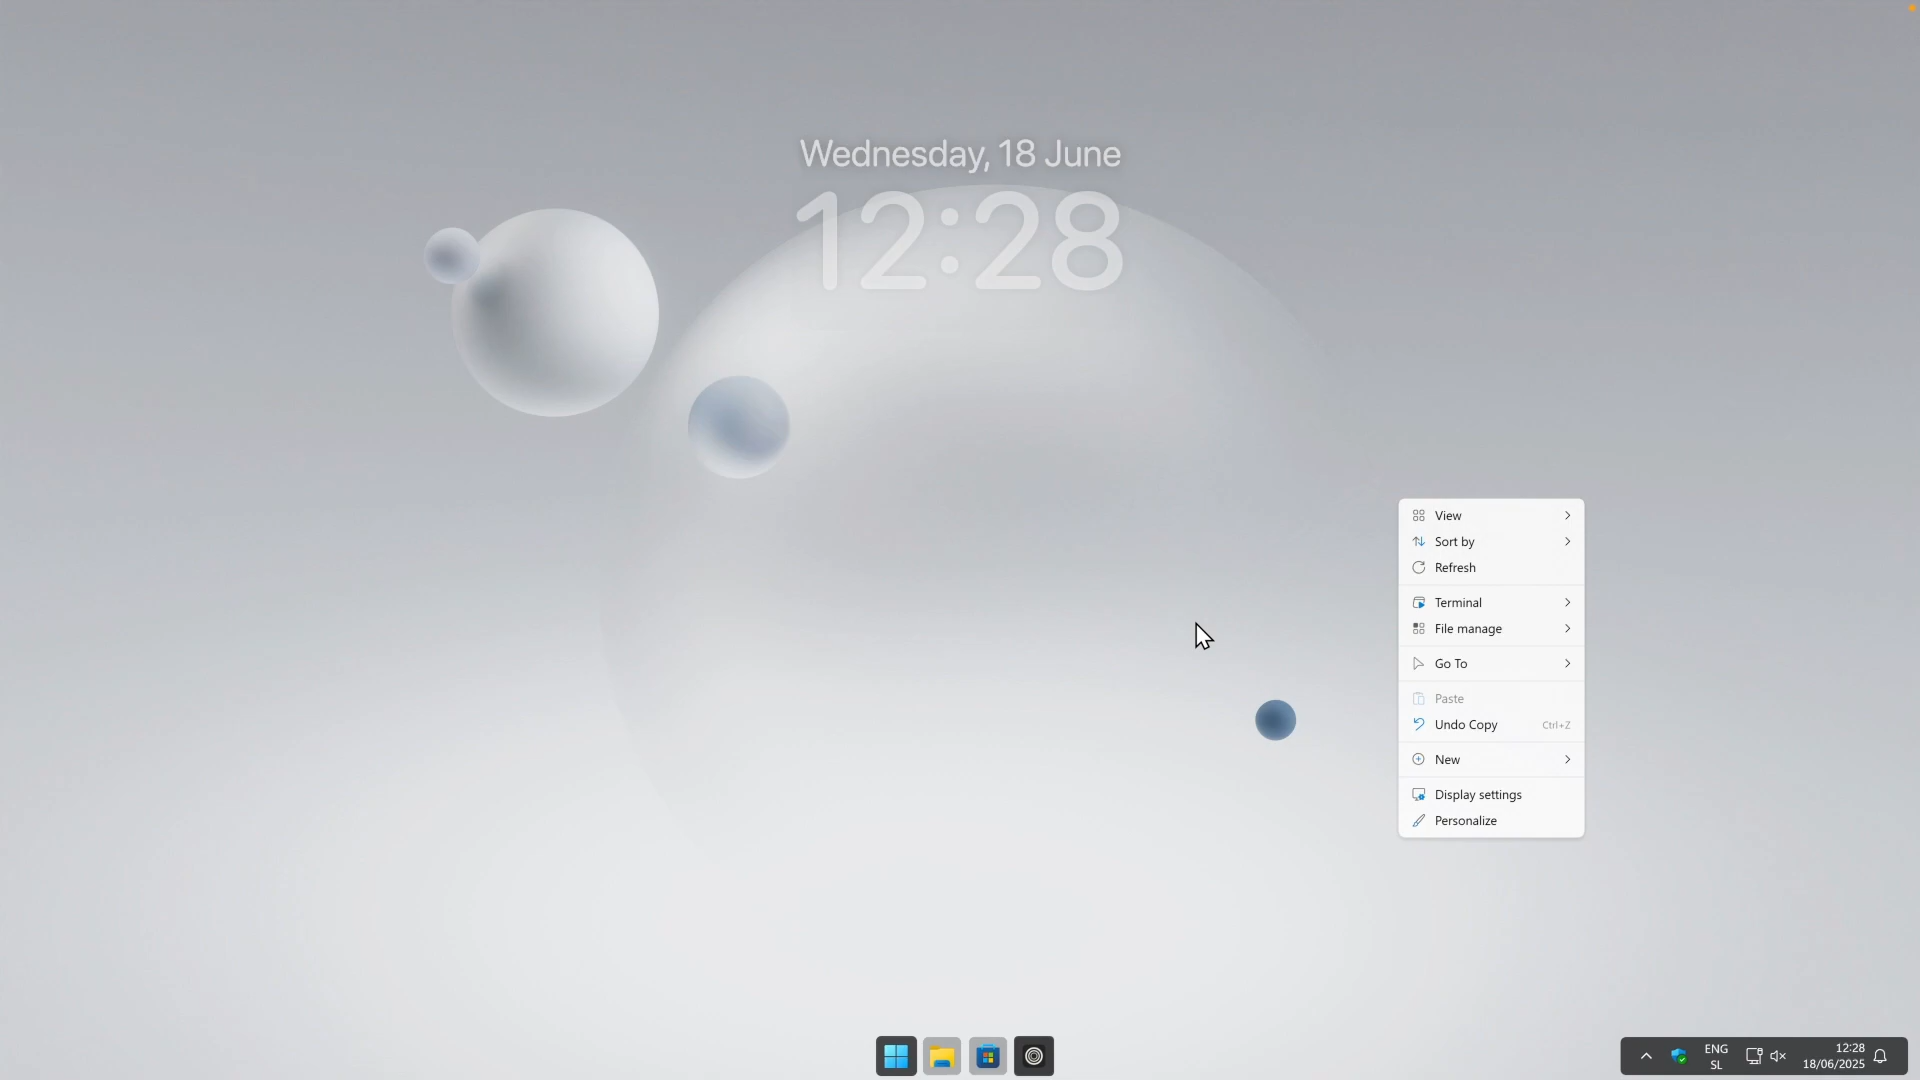 Wednesday, 18 June
12:28
View
Sort by
Refresh
Terminal
File manage
Go To
Paste
Undo Copy Ctrl+Z
New
Display settings
Personalize
ENG
SL
12:28
18/06/2025